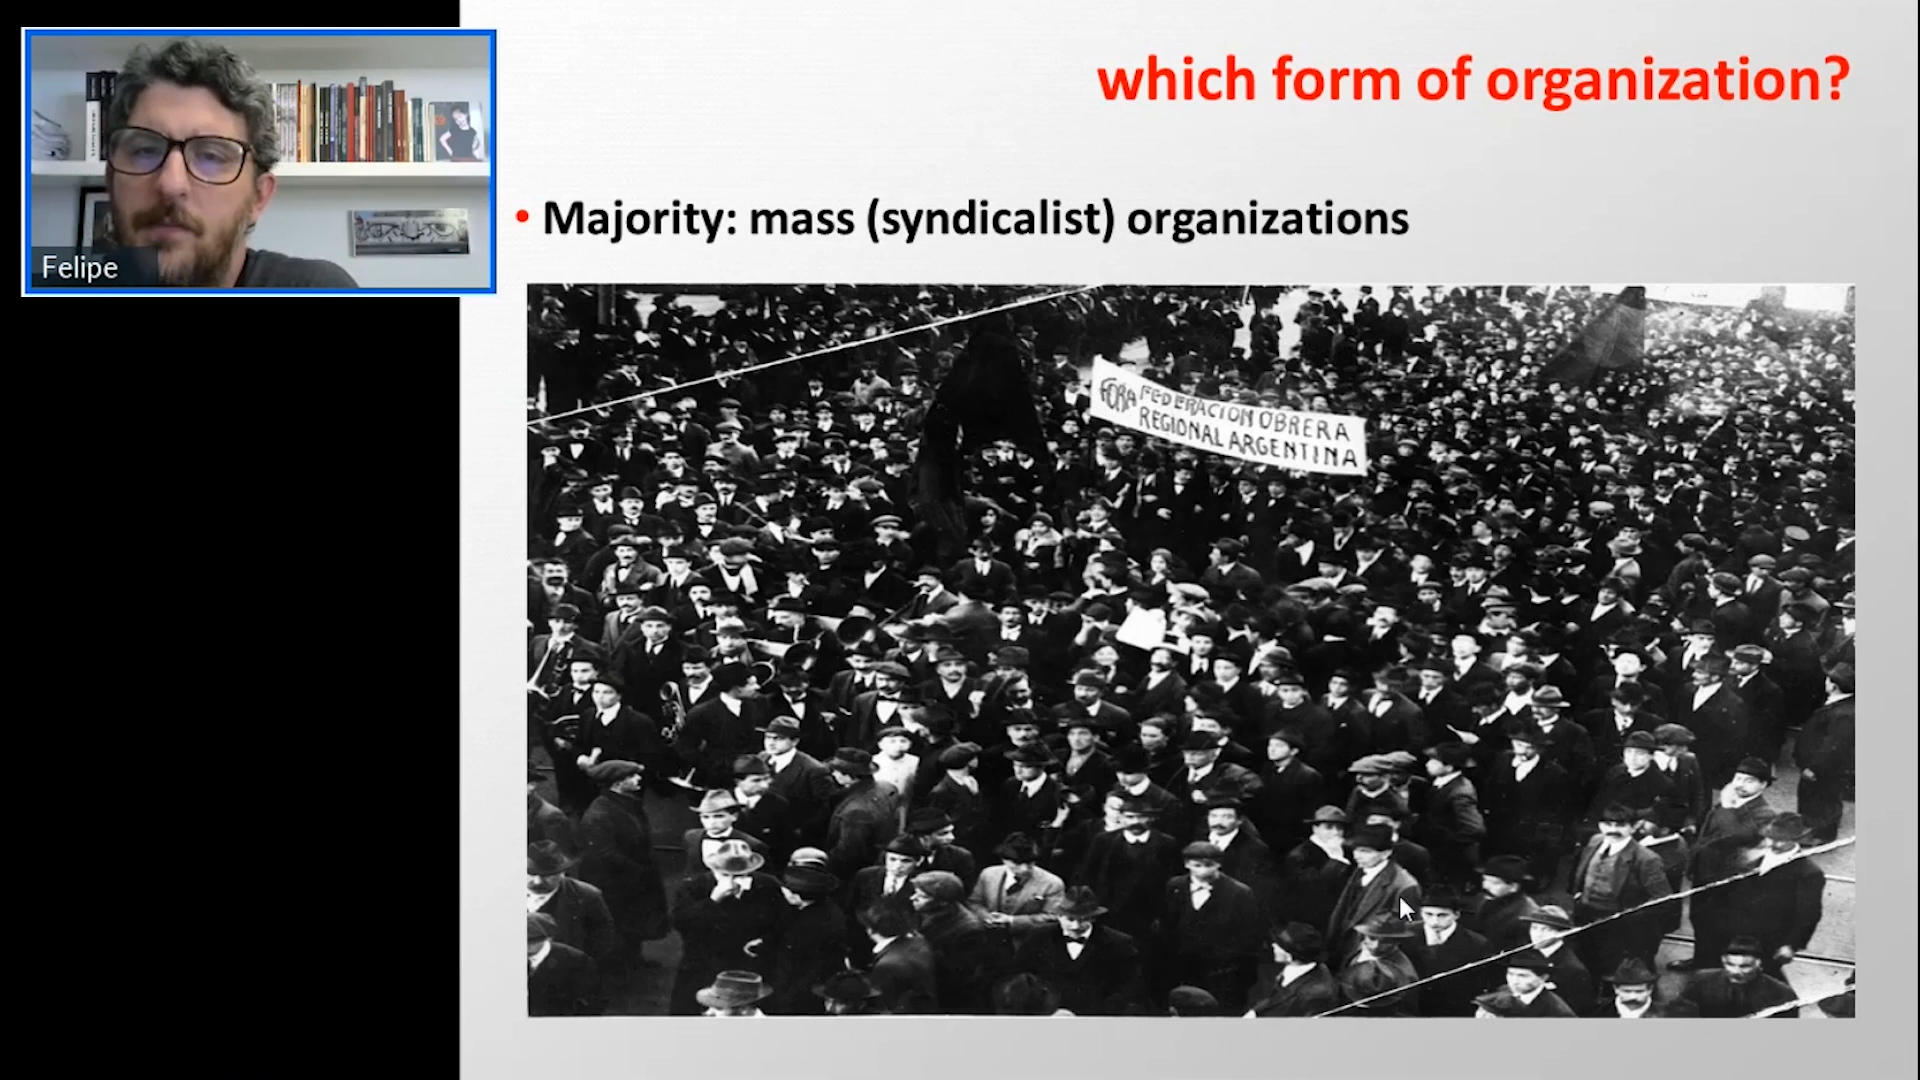 which form of organization?
• Majority: mass (syndicalist) organizations
Felipe
FORA FEDERACION OBRERA
REGIONAL ARGENTINA